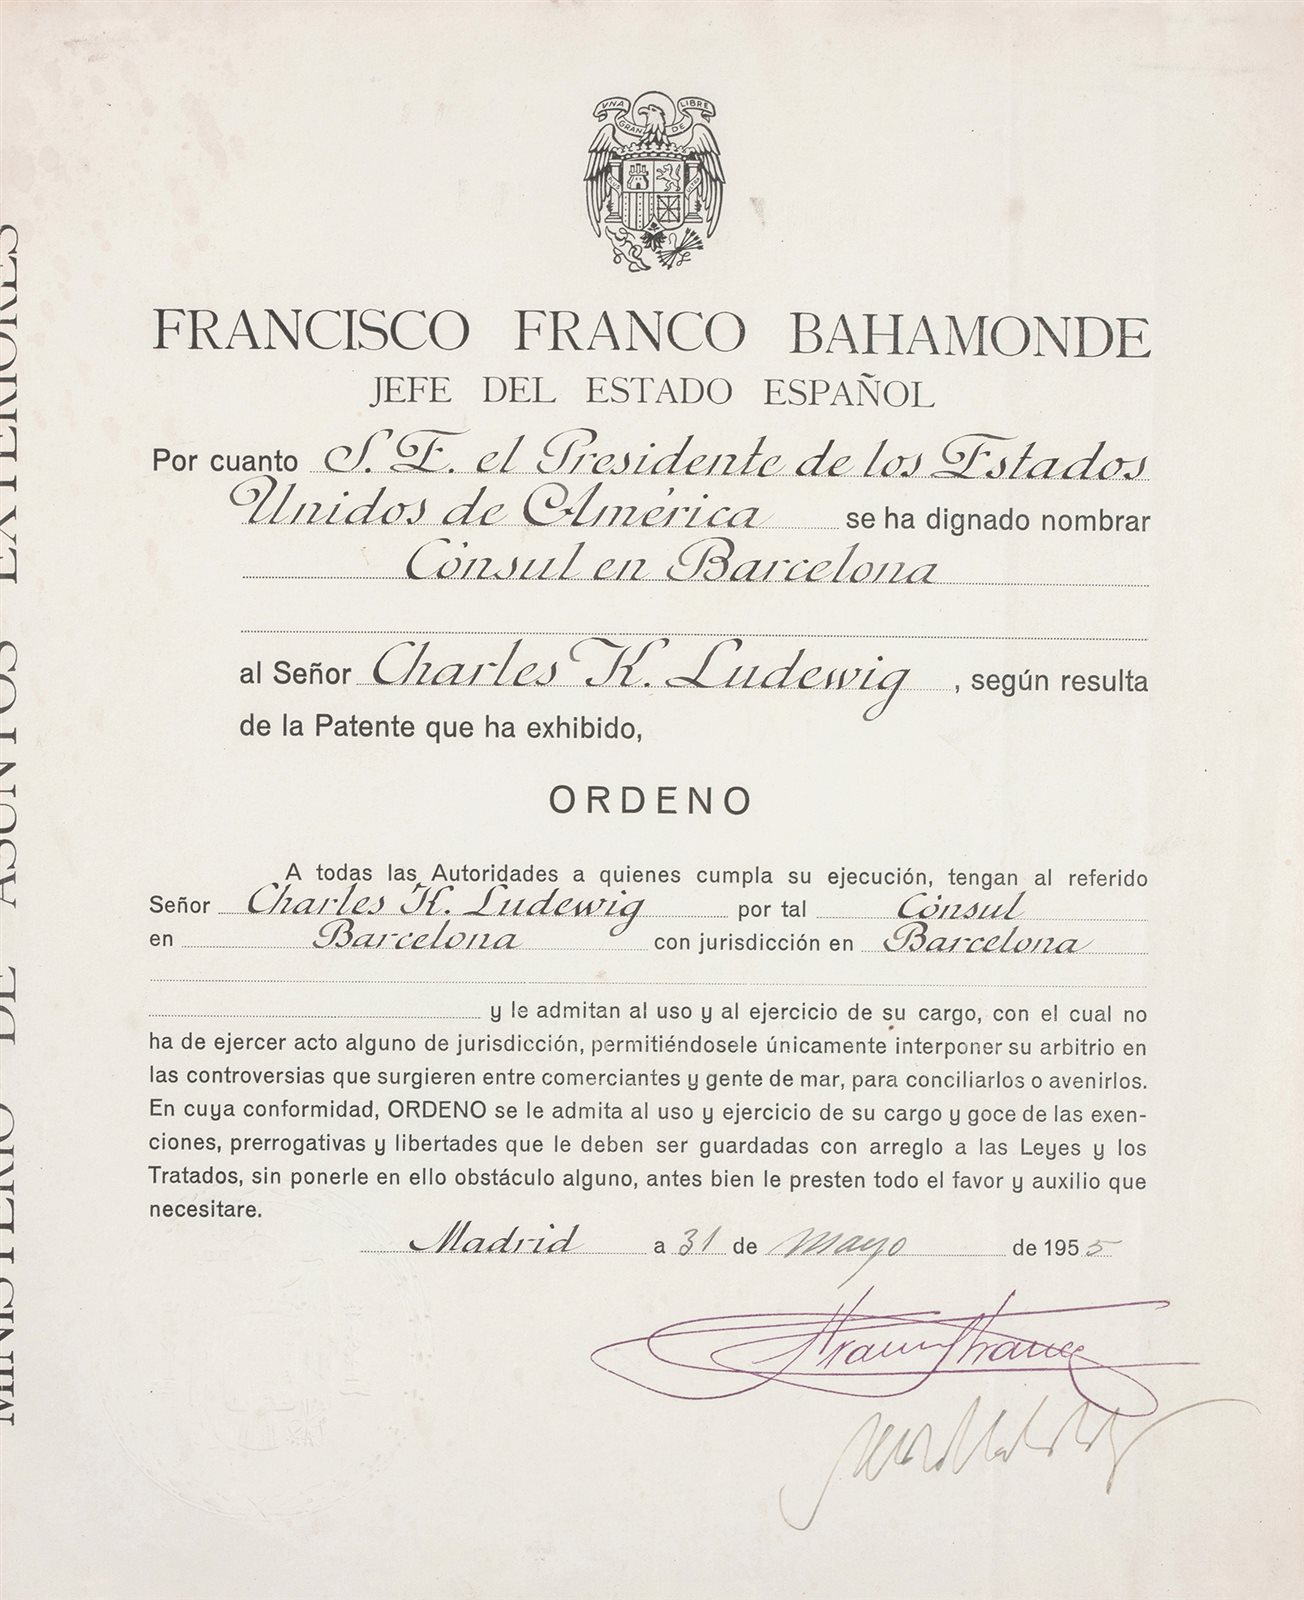 UNA GRANDE LIBRE
FRANCISCO FRANCO BAHAMONDE
JEFE DEL ESTADO ESPAÑOL
Por cuanto S. E. el Presidente de los Estados
Unidos de América se ha dignado nombrar
Cónsul en Barcelona
al Señor Charles K. Ludewig, según resulta
de la Patente que ha exhibido,
ORDENO
A todas las Autoridades a quienes cumpla su ejecución, tengan al referido
Señor Charles K. Ludewig por tal Cónsul
en Barcelona con jurisdicción en Barcelona
y le admitan al uso y al ejercicio de su cargo, con el cual no
ha de ejercer acto alguno de jurisdicción, permitiéndosele únicamente interponer su arbitrio en
las controversias que surgieren entre comerciantes y gente de mar, para conciliarlos o avenirlos.
En cuya conformidad, ORDENO se le admita al uso y ejercicio de su cargo y goce de las exen-
ciones, prerrogativas y libertades que le deben ser guardadas con arreglo a las Leyes y los
Tratados, sin ponerle en ello obstáculo alguno, antes bien le presten todo el favor y auxilio que
necesitare.
Madrid a 31 de mayo de 1955
MINISTERIO DE ASUNTOS EXTERIORES